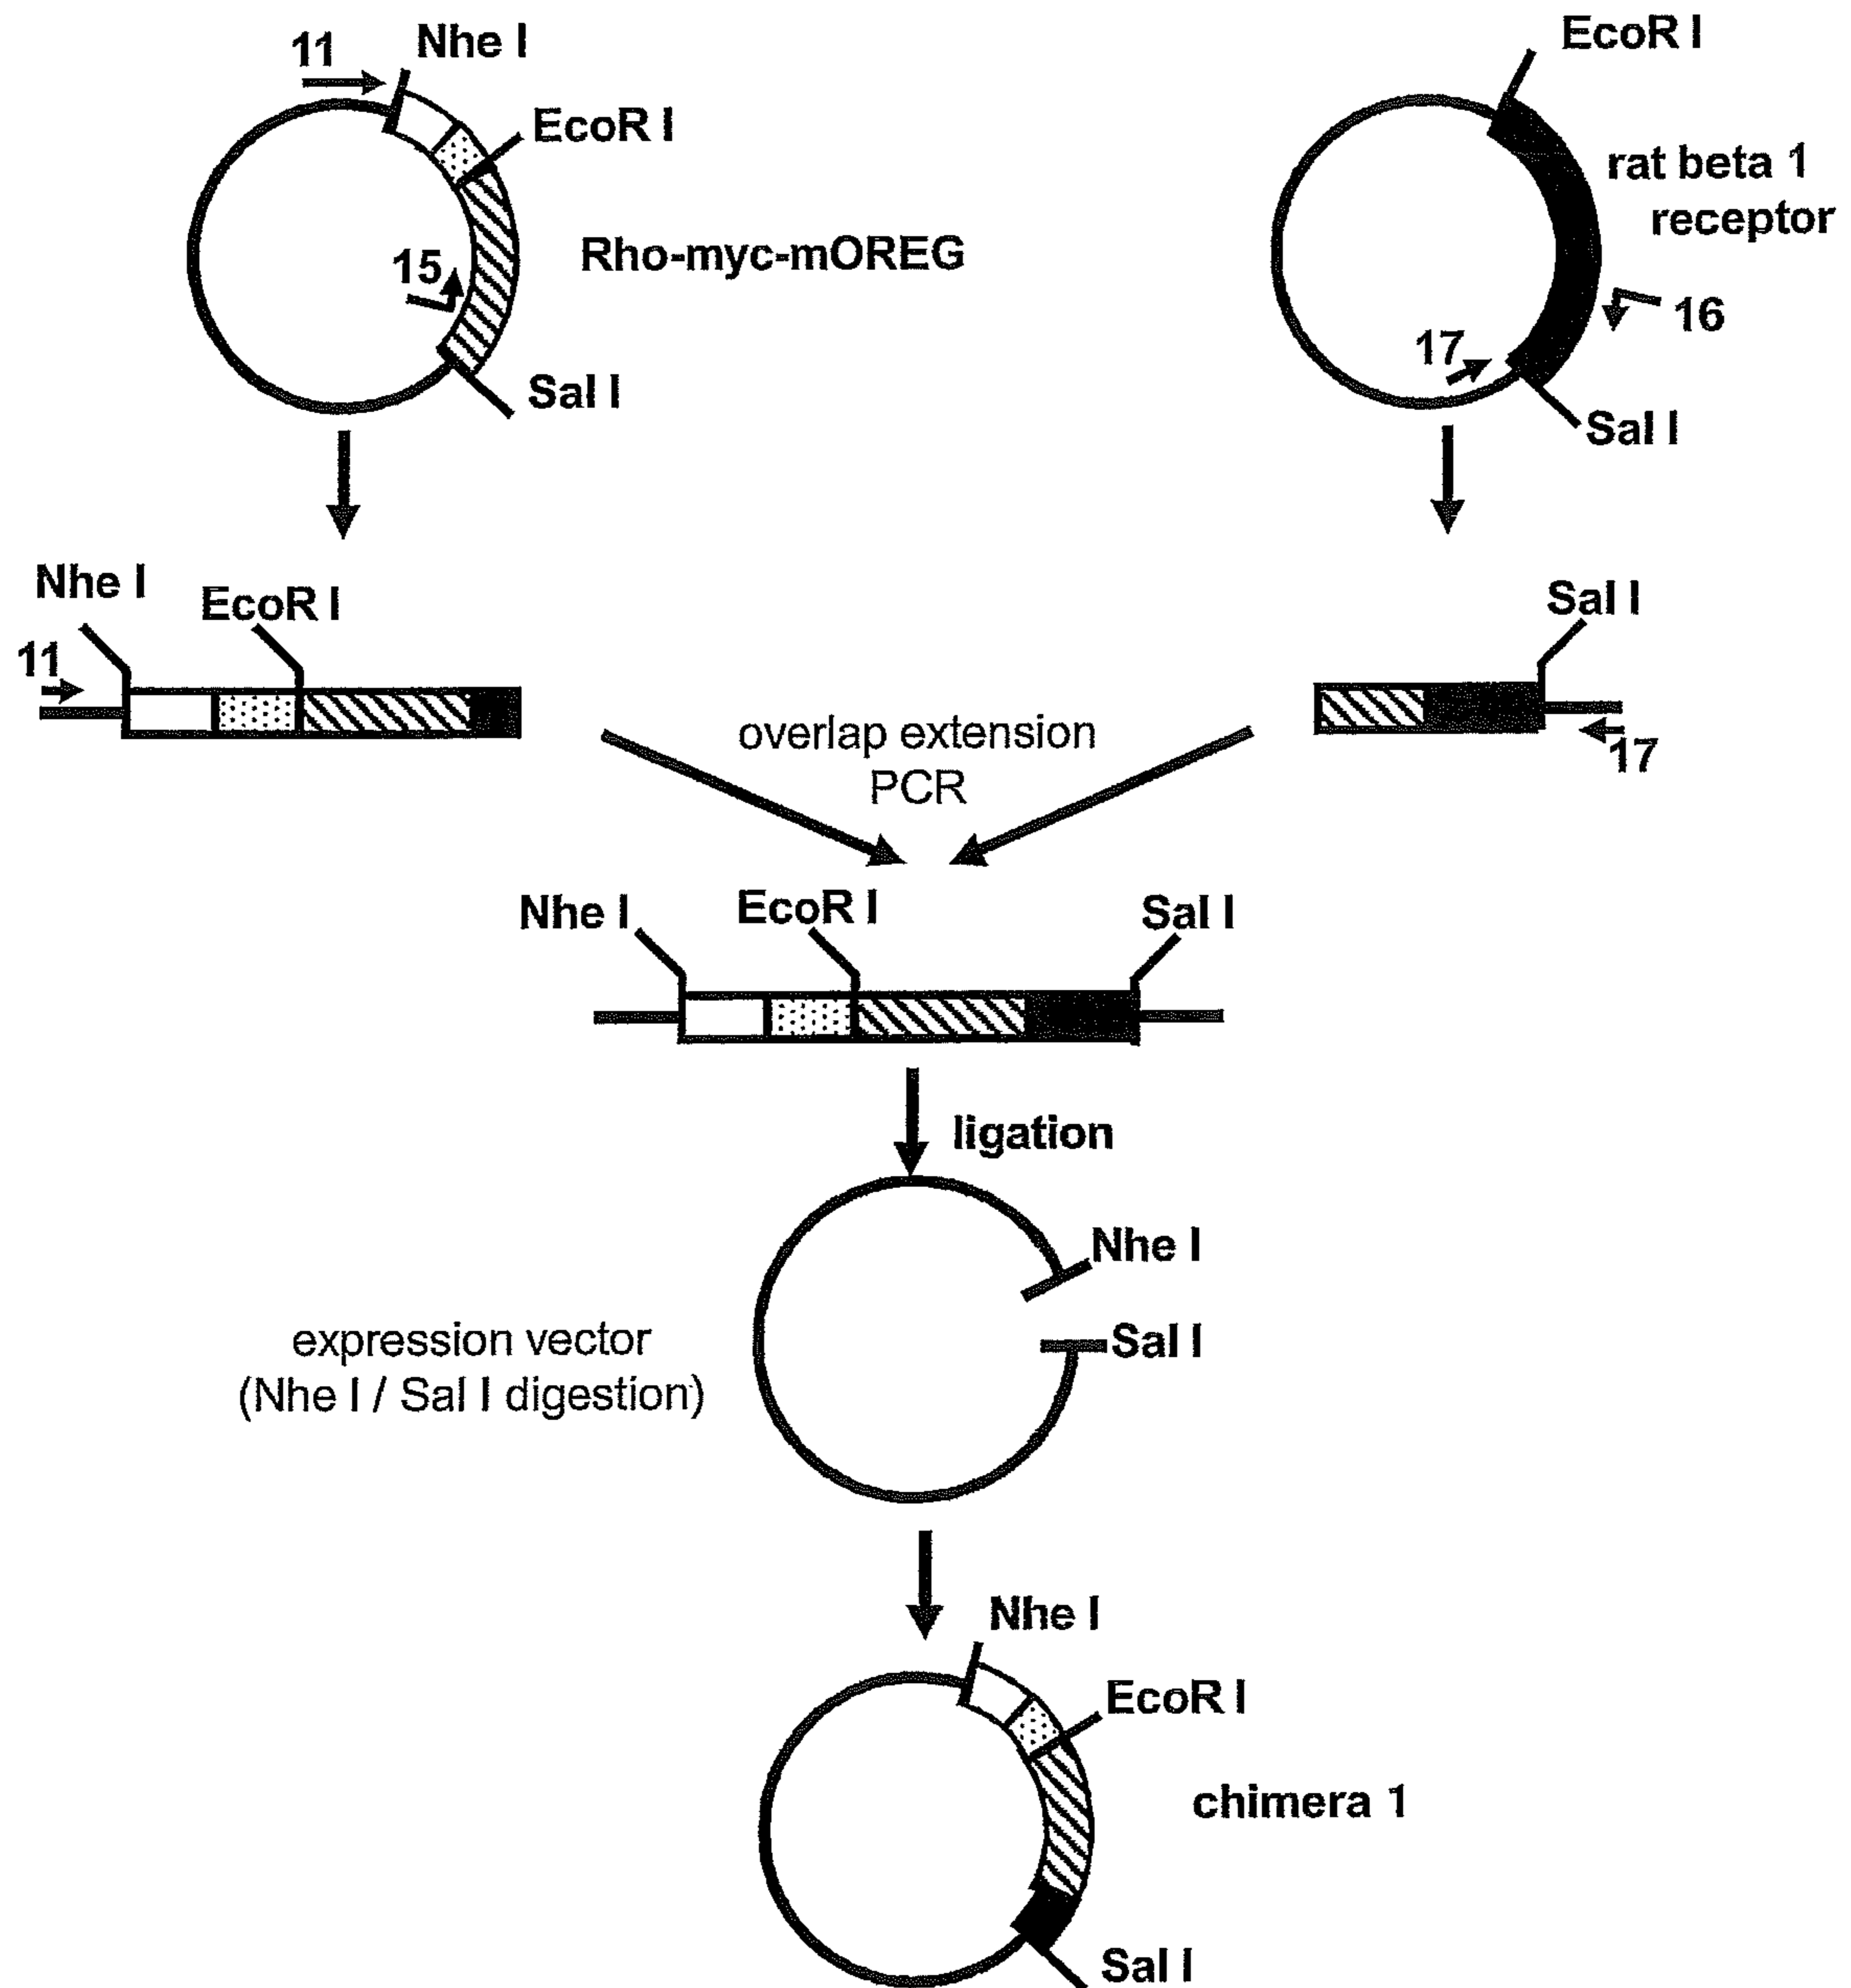 11
Nhe I
EcoR I
Rho-myc-mOREG
15
Sal I
EcoR I
rat beta 1
receptor
16
17
Sal I
Nhe I
EcoR I
11
Sal I
17
overlap extension
PCR
Nhe I
EcoR I
Sal I
ligation
Nhe I
Sal I
expression vector
(Nhe I / Sal I digestion)
Nhe I
EcoR I
chimera 1
Sal I